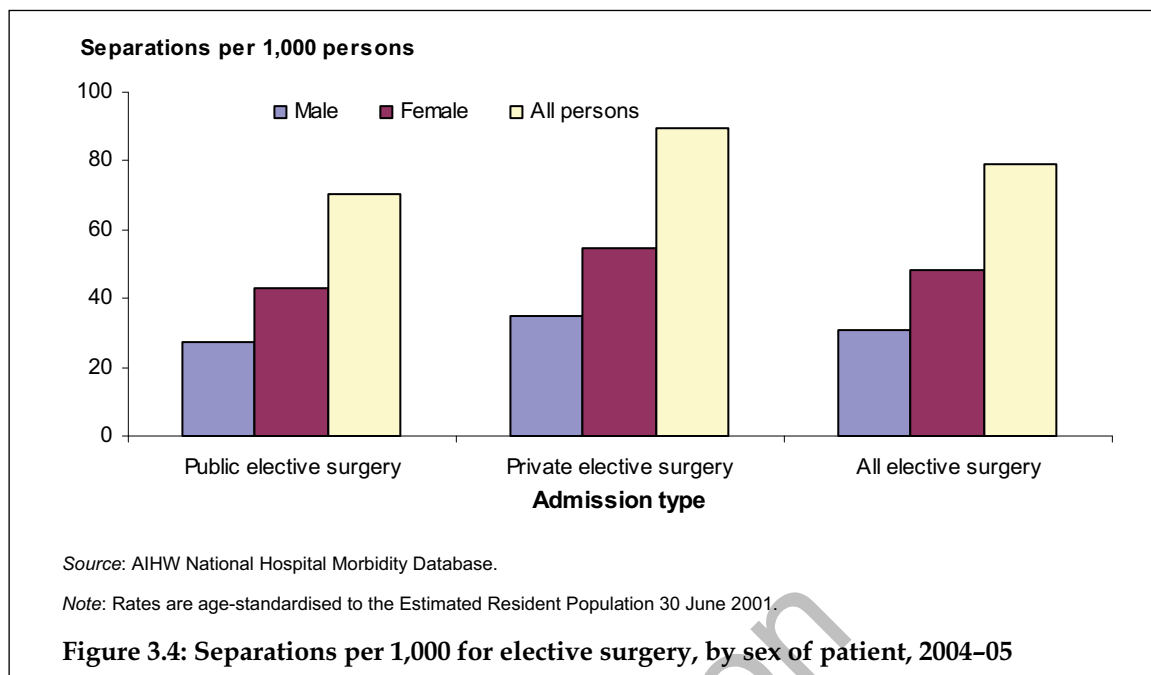 Separations per 1,000 persons
100
80
60
40
20
0
Male Female All persons
Public elective surgery Private elective surgery All elective surgery
Admission type
Source: AIHW National Hospital Morbidity Database.
Note: Rates are age-standardised to the Estimated Resident Population 30 June 2001.
Figure 3.4: Separations per 1,000 for elective surgery, by sex of patient, 2004–05